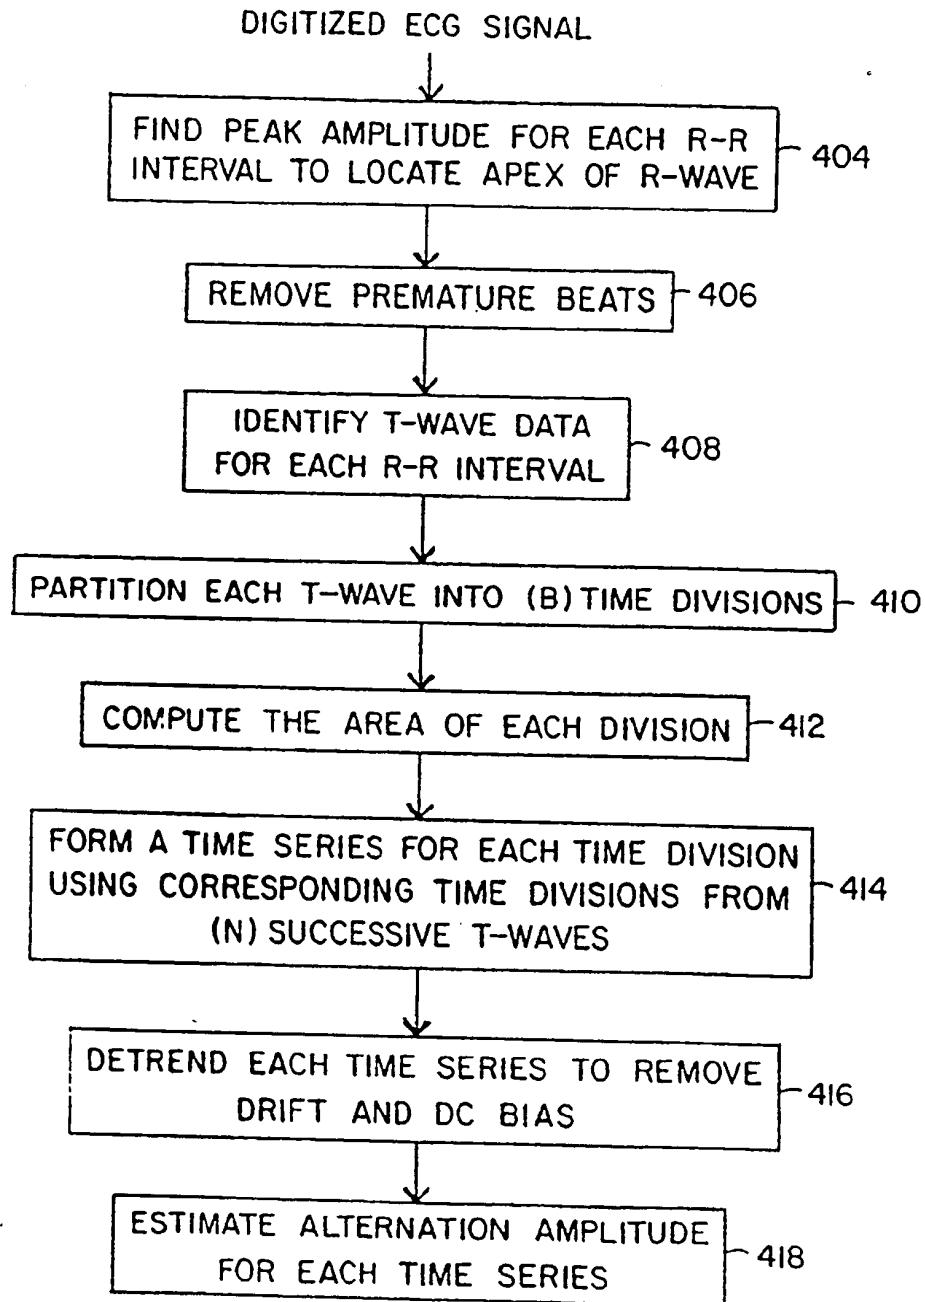 DIGITIZED ECG SIGNAL
FIND PEAK AMPLITUDE FOR EACH R-R
INTERVAL TO LOCATE APEX OF R-WAVE
404
REMOVE PREMATURE BEATS
406
IDENTIFY T-WAVE DATA
FOR EACH R-R INTERVAL
408
PARTITION EACH T-WAVE INTO (B) TIME DIVISIONS
410
COMPUTE THE AREA OF EACH DIVISION
412
FORM A TIME SERIES FOR EACH TIME DIVISION
USING CORRESPONDING TIME DIVISIONS FROM
(N) SUCCESSIVE T-WAVES
414
DETREND EACH TIME SERIES TO REMOVE
DRIFT AND DC BIAS
416
ESTIMATE ALTERNATION AMPLITUDE
FOR EACH TIME SERIES
418